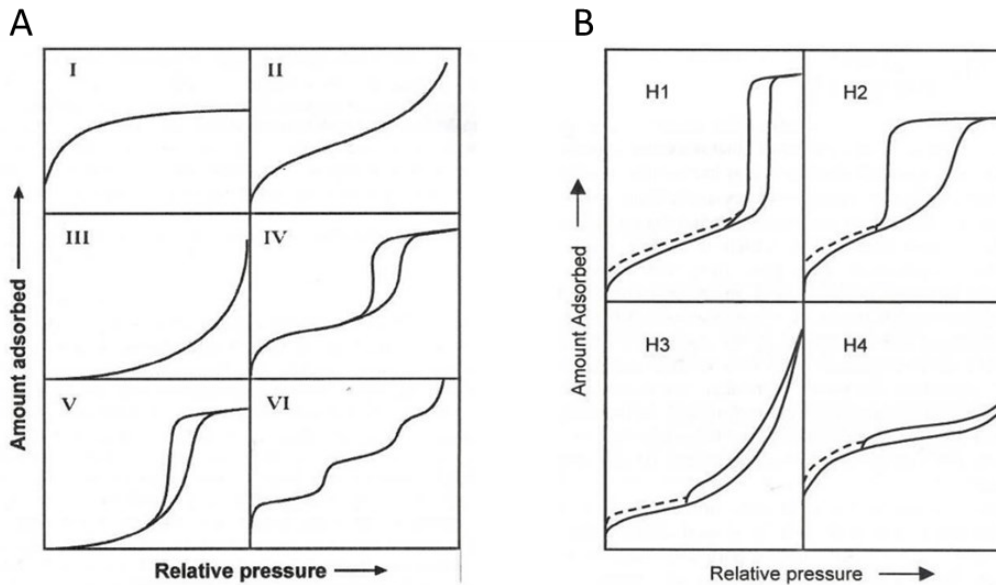 A
I
II
III
IV
V
VI
Amount adsorbed
Relative pressure
B
H1
H2
H3
H4
Amount Adsorbed
Relative pressure